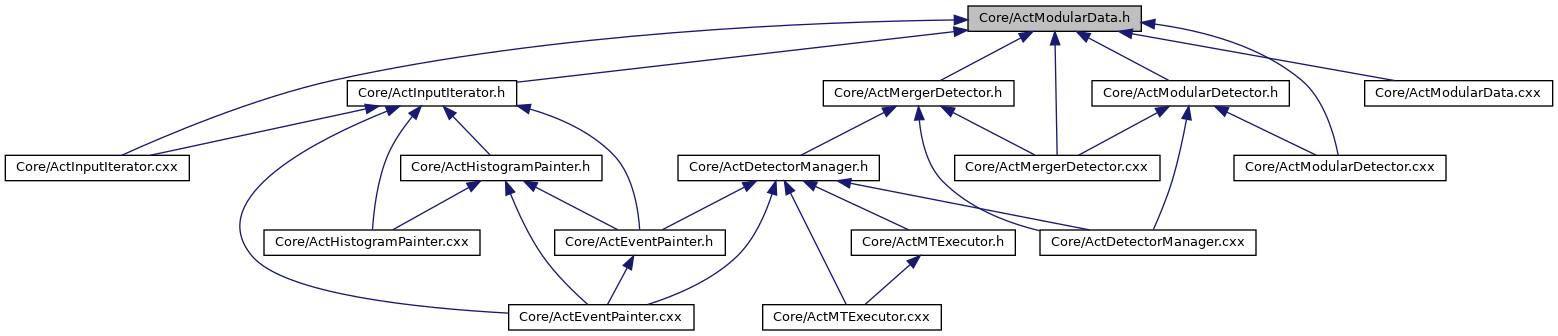 Core/ActModularData.h
Core/ActInputIterator.h
Core/ActMergerDetector.h
Core/ActModularDetector.h
Core/ActModularData.cxx
Core/ActInputIterator.cxx
Core/ActHistogramPainter.h
Core/ActDetectorManager.h
Core/ActMergerDetector.cxx
Core/ActModularDetector.cxx
Core/ActHistogramPainter.cxx
Core/ActEventPainter.h
Core/ActMTExecutor.h
Core/ActDetectorManager.cxx
Core/ActEventPainter.cxx
Core/ActMTExecutor.cxx